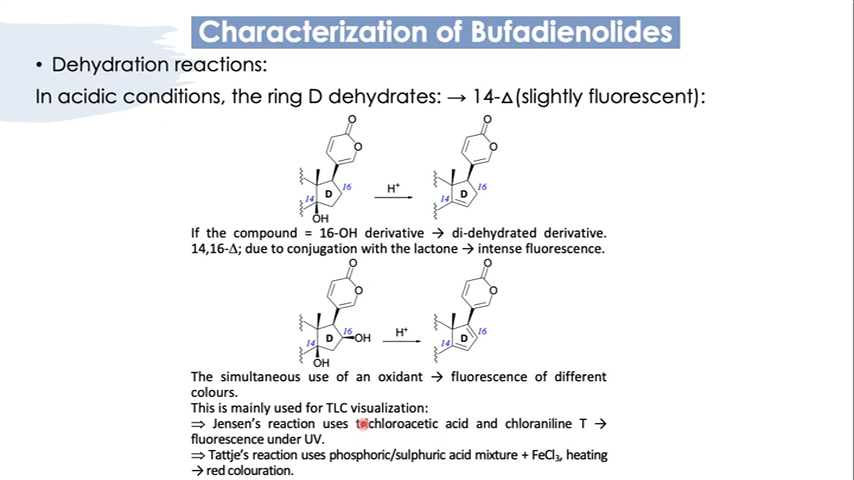 Characterization of Bufadienolides
• Dehydration reactions:
In acidic conditions, the ring D dehydrates: → 14-Δ(slightly fluorescent):
O
O
16
14
D
OH
H⁺
O
O
16
14
D
If the compound = 16-OH derivative → di-dehydrated derivative.
14,16-Δ; due to conjugation with the lactone → intense fluorescence.
O
O
16
14
D
OH
OH
H⁺
O
O
16
14
D
The simultaneous use of an oxidant → fluorescence of different
colours.
This is mainly used for TLC visualization:
⇒ Jensen's reaction uses trichloroacetic acid and chloraniline T →
fluorescence under UV.
⇒ Tattje's reaction uses phosphoric/sulphuric acid mixture + FeCl₃, heating
→ red colouration.